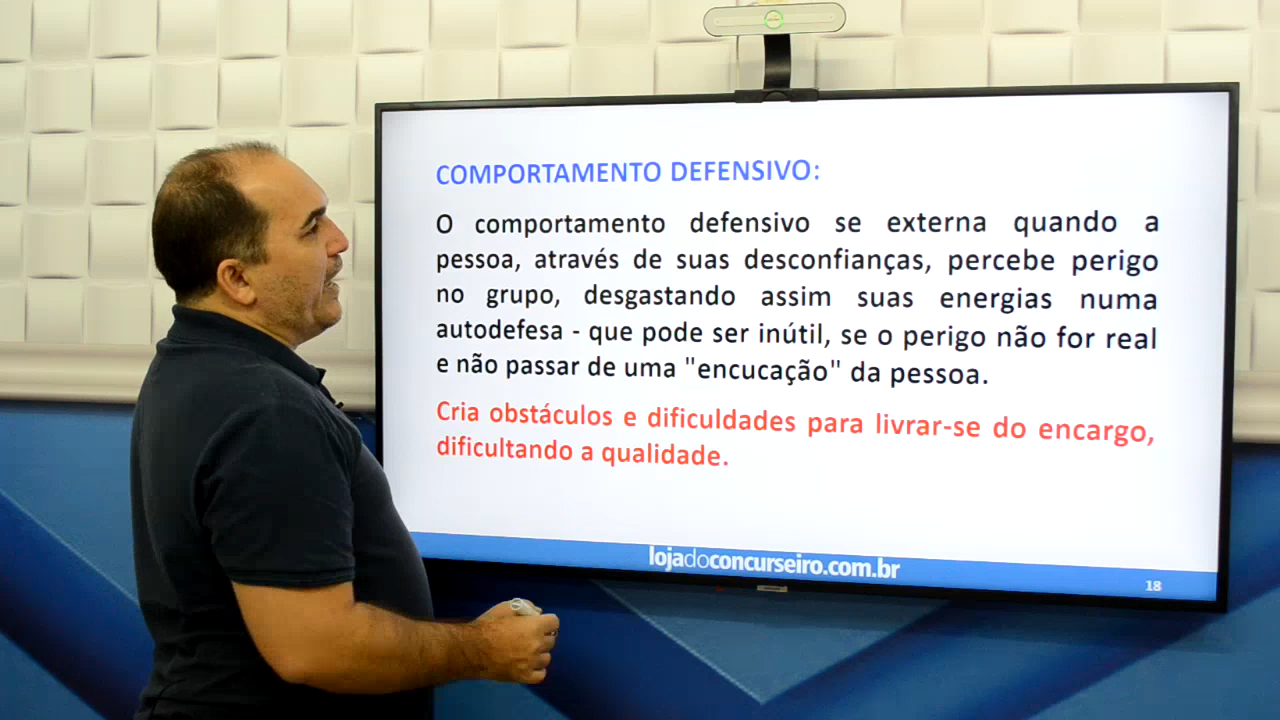 COMPORTAMENTO DEFENSIVO:
O comportamento defensivo se externa quando a
pessoa, através de suas desconfianças, percebe perigo
no grupo, desgastando assim suas energias numa
autodefesa - que pode ser inútil, se o perigo não for real
e não passar de uma "encucação" da pessoa.
Cria obstáculos e dificuldades para livrar-se do encargo,
dificultando a qualidade.
lojadoconcurseiro.com.br
18